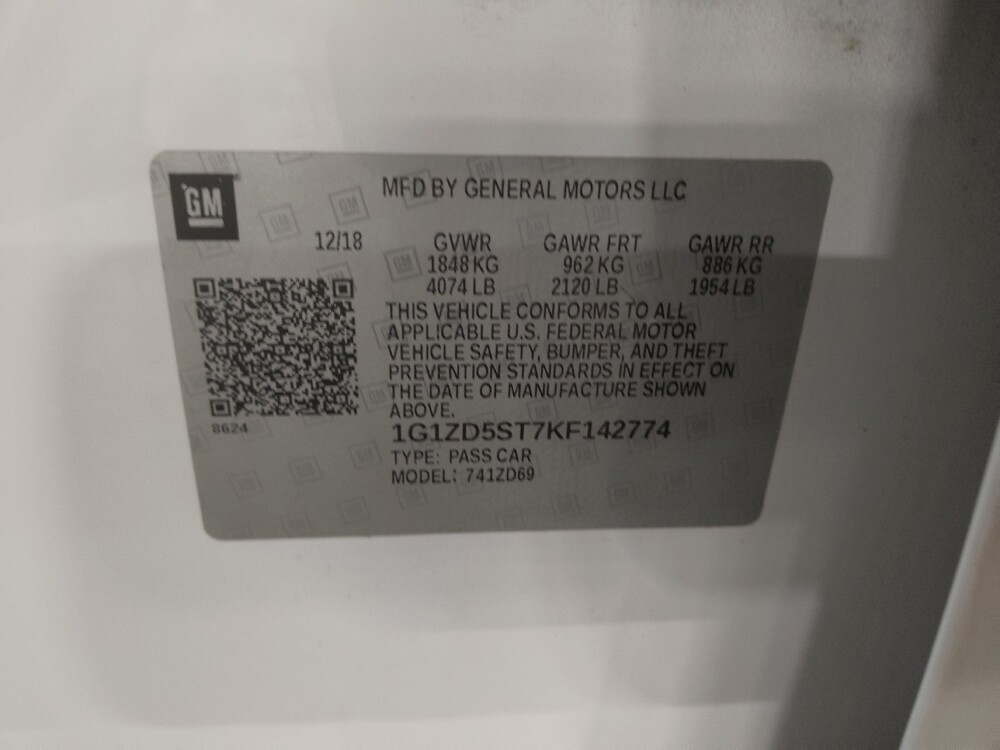 GM
MFD BY GENERAL MOTORS LLC
12/18 GVWR GAWR FRT GAWR RR
1848 KG 962 KG 886 KG
4074 LB 2120 LB 1954 LB
THIS VEHICLE CONFORMS TO ALL
APPLICABLE U.S. FEDERAL MOTOR
VEHICLE SAFETY, BUMPER, AND THEFT
PREVENTION STANDARDS IN EFFECT ON
THE DATE OF MANUFACTURE SHOWN
ABOVE.
8624
1G1ZD5ST7KF142774
TYPE: PASS CAR
MODEL: 741ZD69